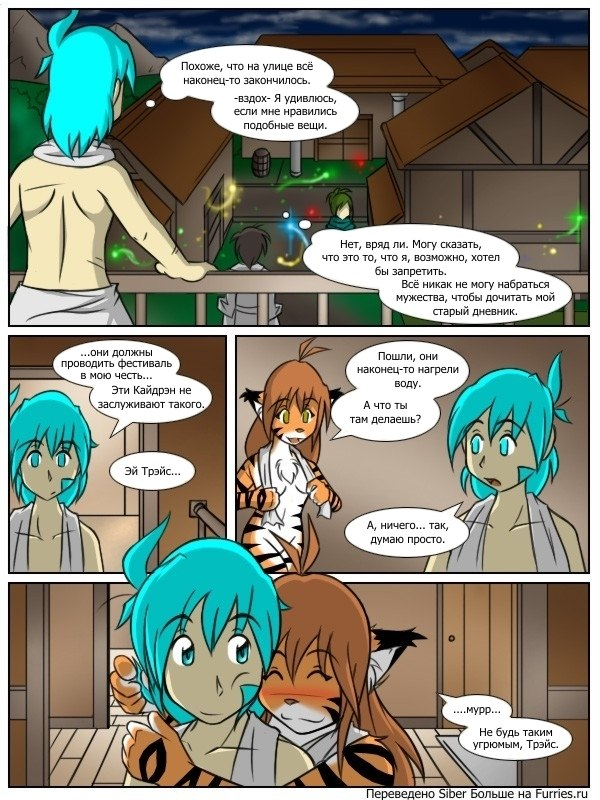 Похоже, что на улице всё
наконец-то закончилось.
-вздох- Я удивлюсь,
если мне нравились
подобные вещи.
Нет, вряд ли. Могу сказать,
что это то, что я, возможно, хотел
бы запретить.
Всё никак не могу набраться
мужества, чтобы дочитать мой
старый дневник.
...они должны
проводить фестиваль
в мою честь...
Эти Кайдрэн не
заслуживают такого.
Эй Трэйс...
Пошли, они
наконец-то нагрели
воду.
А что ты
там делаешь?
А, ничего... так,
думаю просто.
....мурр...
Не будь таким
угрюмым, Трэйс.
Переведено Siber Больше на Furries.ru